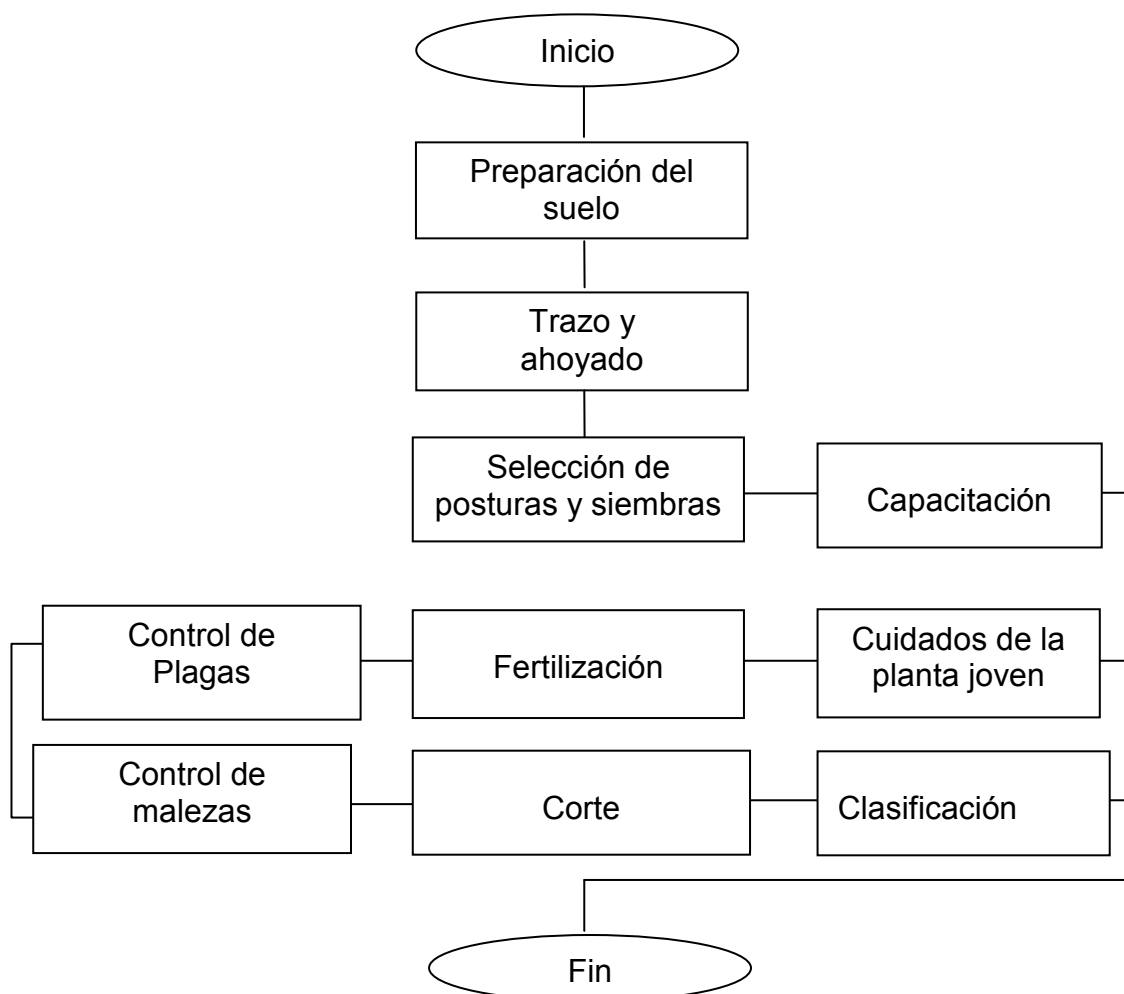 Inicio
Preparación del
suelo
Trazo y
ahoyado
Selección de
posturas y siembras
Capacitación
Cuidados de la
planta joven
Fertilización
Control de
Plagas
Control de
malezas
Corte
Clasificación
Fin